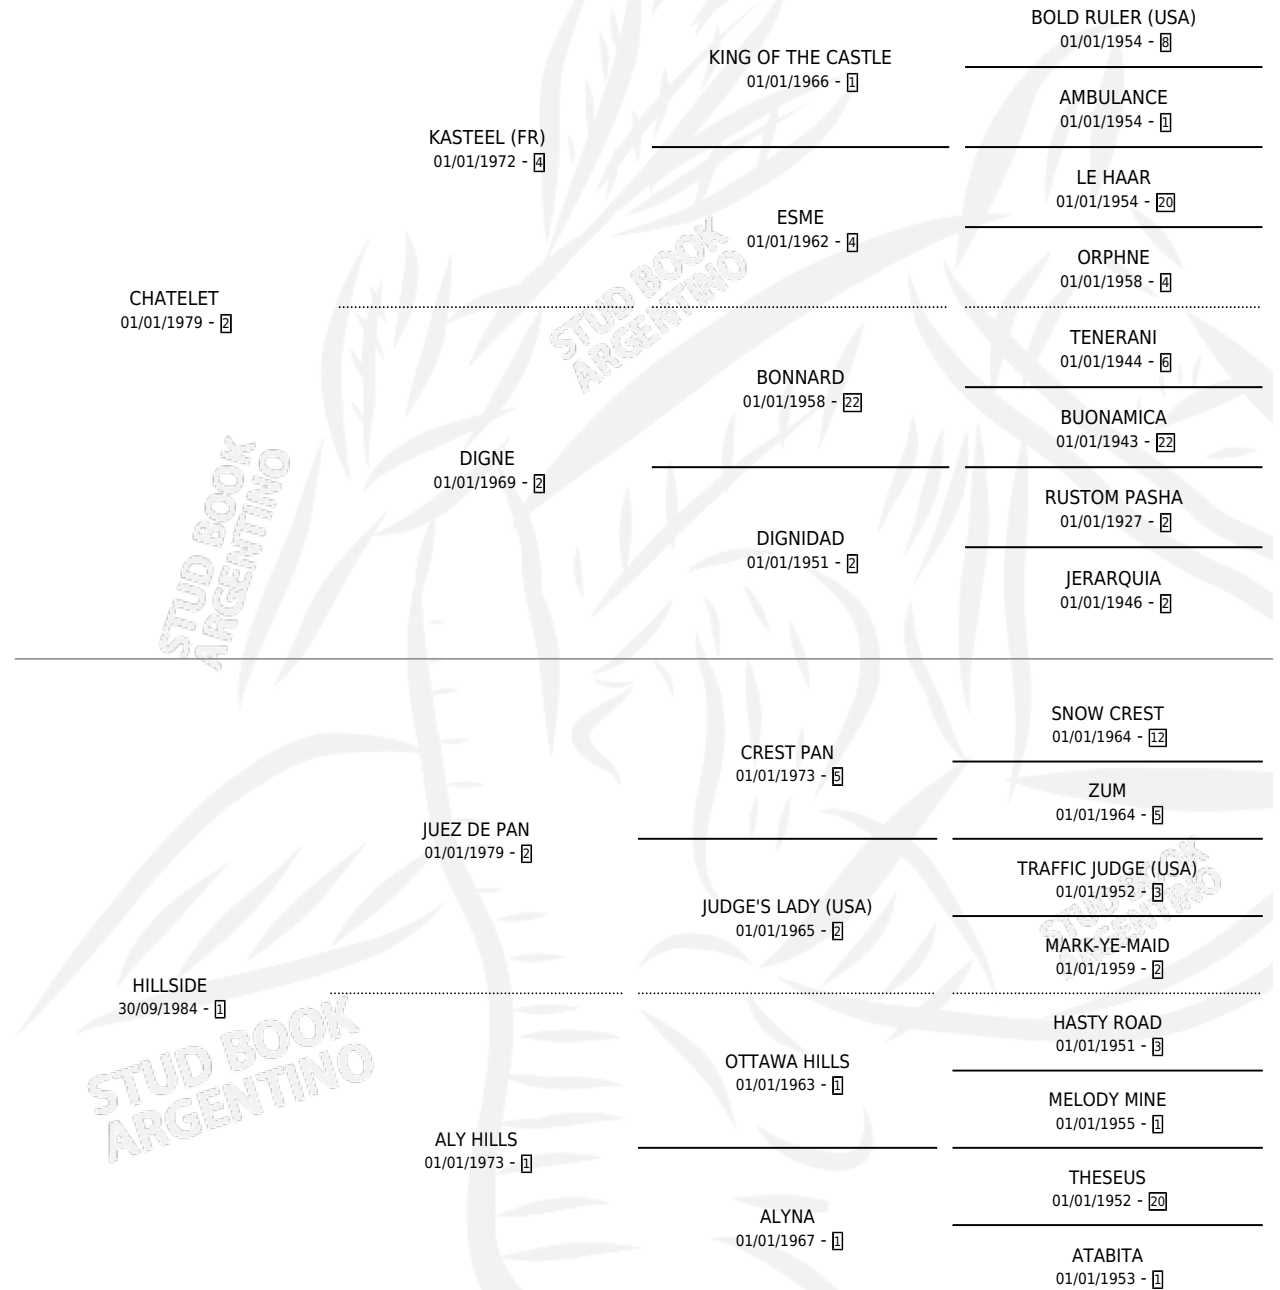 BOLD RULER (USA)
01/01/1954 - 8
KING OF THE CASTLE
01/01/1966 - 1
AMBULANCE
01/01/1954 - 1
KASTEEL (FR)
01/01/1972 - 4
LE HAAR
01/01/1954 - 20
ESME
01/01/1962 - 4
ORPHNE
01/01/1958 - 4
CHATELET
01/01/1979 - 2
TENERANI
01/01/1944 - 6
BONNARD
01/01/1958 - 22
BUONAMICA
01/01/1943 - 22
DIGNE
01/01/1969 - 2
RUSTOM PASHA
01/01/1927 - 2
DIGNIDAD
01/01/1951 - 2
JERARQUIA
01/01/1946 - 2
STUD BOOK
ARGENTINO
STUD BOOK
ARGENTINO
SNOW CREST
01/01/1964 - 12
CREST PAN
01/01/1973 - 5
ZUM
01/01/1964 - 5
JUEZ DE PAN
01/01/1979 - 2
TRAFFIC JUDGE (USA)
01/01/1952 - 3
JUDGE'S LADY (USA)
01/01/1965 - 2
MARK-YE-MAID
01/01/1959 - 2
HILLSIDE
30/09/1984 - 1
HASTY ROAD
01/01/1951 - 3
OTTAWA HILLS
01/01/1963 - 1
MELODY MINE
01/01/1955 - 1
ALY HILLS
01/01/1973 - 1
THESEUS
01/01/1952 - 20
ALYNA
01/01/1967 - 1
ATABITA
01/01/1953 - 1
STUD BOOK
ARGENTINO
STUD BOOK
ARGENTINO